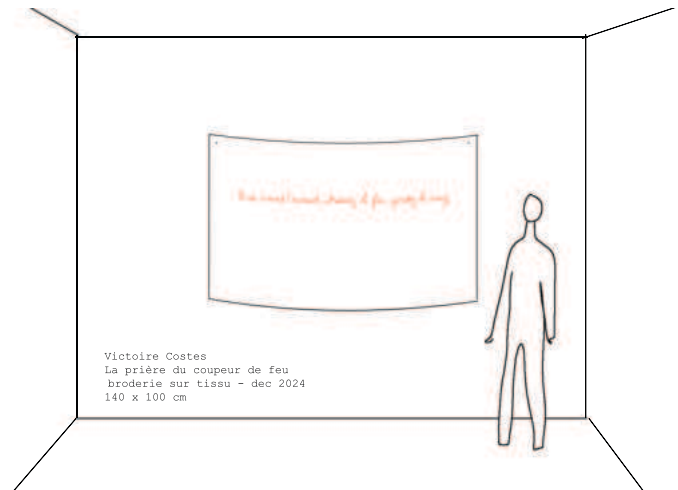 Victoire Costes
La prière du coupeur de feu
broderie sur tissu - dec 2024
140 x 100 cm